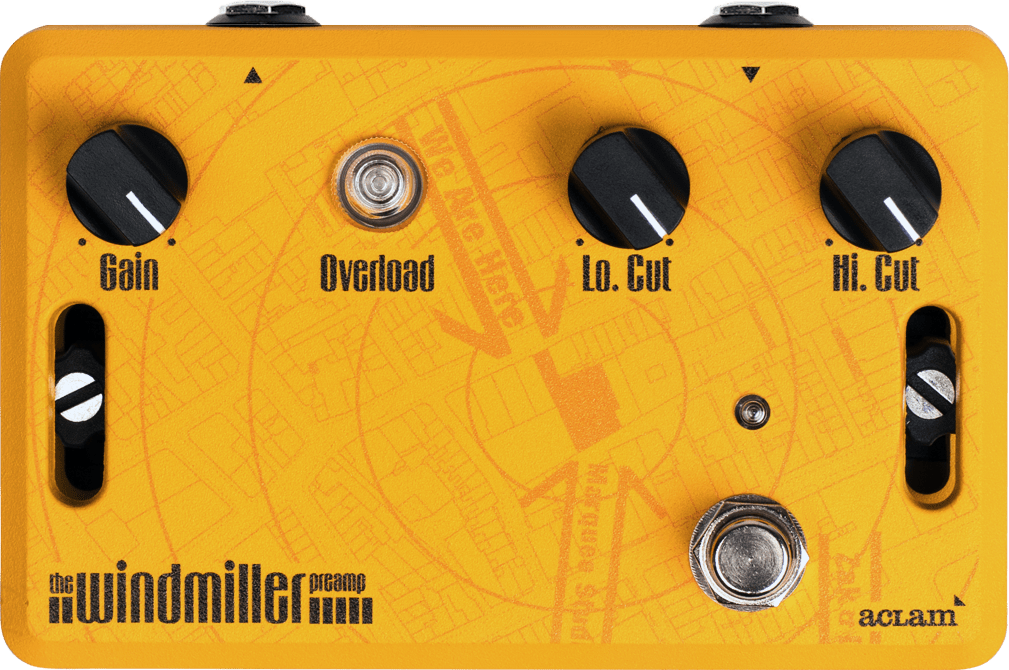 Gain
Overload
Lo. Cut
Hi. Cut
We Are Here
the windmiller preamp
aclam